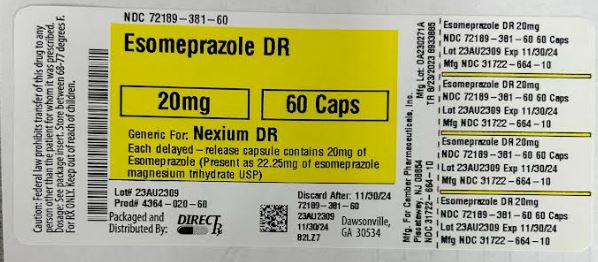 NDC 72189-381-60
Esomeprazole DR
20mg
60 Caps
Generic For: Nexium DR
Each delayed-release capsule contains 20mg of
Esomeprazole (Present as 22.25mg of esomeprazole
magnesium trihydrate USP)
Lot# 23AU2309
Prod# 4364-020-60
Packaged and
Distributed By:
DIRECT Rx
Discard After: 11/30/24
72189-381-60
23AU2309
11/30/24
B2LZ7
Dawsonville,
GA 30534
Caution: Federal law prohibits transfer of this drug to any
person other than the patient for whom it was prescribed.
Dosage: See package insert. Store between 68-77 degrees F.
For RX ONLY. Keep out of reach of children.
Mfg Lot: OA230271A
TR 8/23/2023 8933865
Mfg. For Camber Pharmaceuticals, Inc.
Piscataway, NJ 08854
NDC 31722-664-10
Esomeprazole DR 20mg
NDC 72189-381-60 60 Caps
Lot 23AU2309 Exp 11/30/24
Mfg NDC 31722-664-10
Esomeprazole DR 20mg
NDC 72189-381-60 60 Caps
Lot 23AU2309 Exp 11/30/24
Mfg NDC 31722-664-10
Esomeprazole DR 20mg
NDC 72189-381-60 60 Caps
Lot 23AU2309 Exp 11/30/24
Mfg NDC 31722-664-10
Esomeprazole DR 20mg
NDC 72189-381-60 60 Caps
Lot 23AU2309 Exp 11/30/24
Mfg NDC 31722-664-10